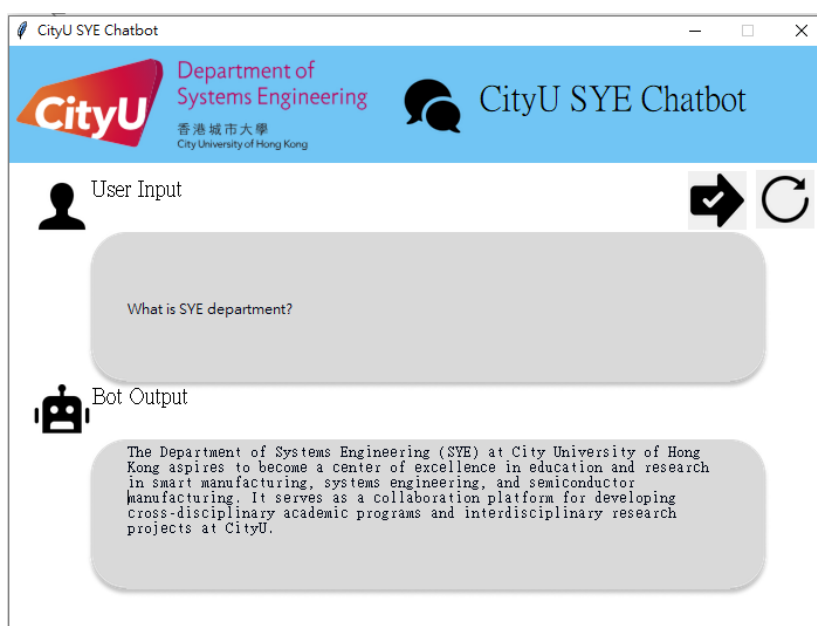 CityU SYE Chatbot
CityU
Department of
Systems Engineering
香港城市大學
City University of Hong Kong
CityU SYE Chatbot
User Input
What is SYE department?
Bot Output
The Department of Systems Engineering (SYE) at City University of Hong
Kong aspires to become a center of excellence in education and research
in smart manufacturing, systems engineering, and semiconductor
manufacturing. It serves as a collaboration platform for developing
cross-disciplinary academic programs and interdisciplinary research
projects at CityU.